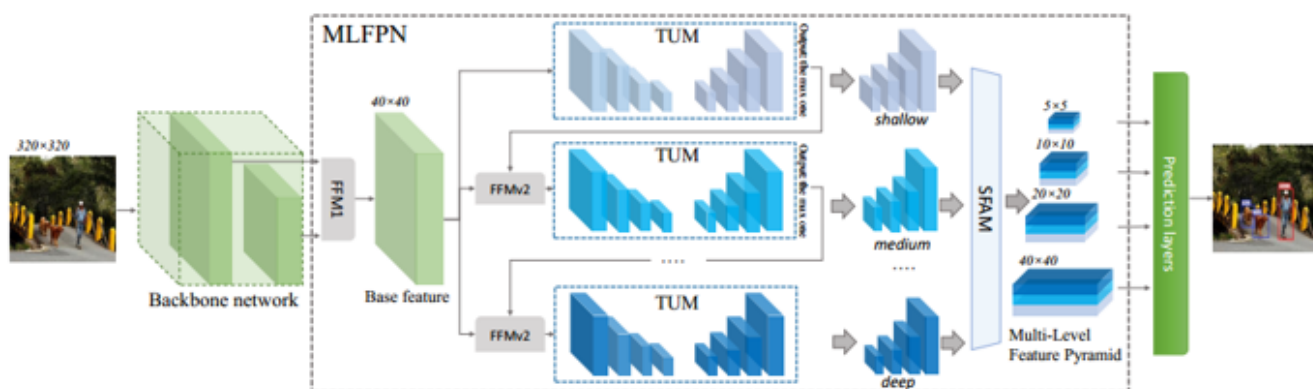 MLFPN
320×320
Backbone network
FFM1
40×40
Base feature
TUM
Output: the max one
shallow
FFMv2
TUM
Output: the max one
medium
.....
....
FFMv2
TUM
deep
SFAM
5×5
10×10
20×20
40×40
Multi-Level
Feature Pyramid
Prediction layers